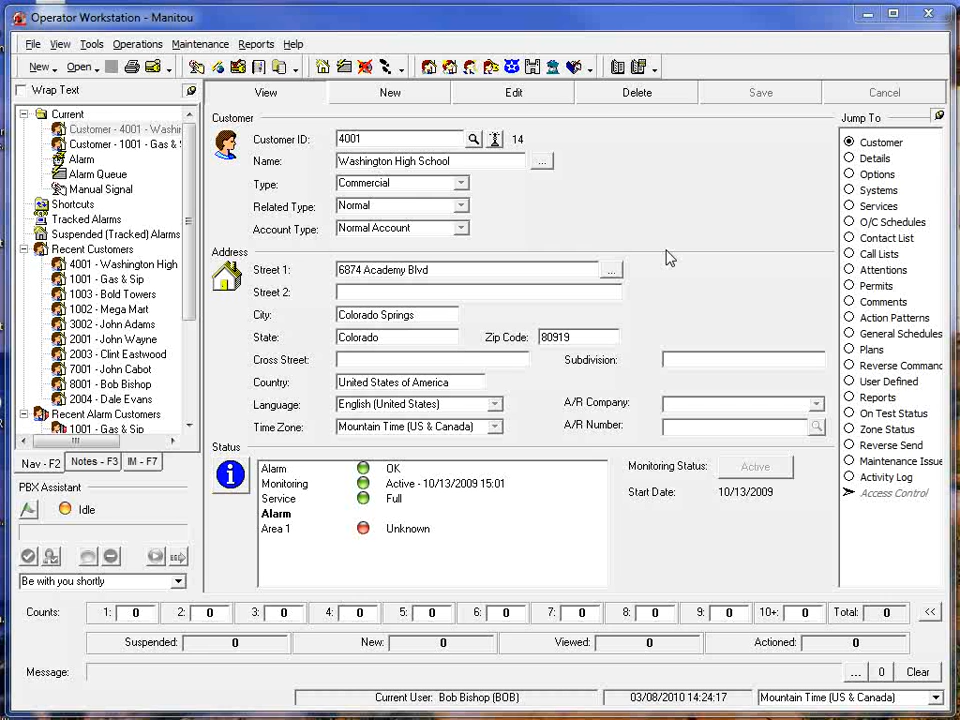 Operator Workstation - Manitou
File View Tools Operations Maintenance Reports Help
New Open
Wrap Text
Current
Customer - 4001 - Washir
Customer - 1001 - Gas &
Alarm
Alarm Queue
Manual Signal
Shortcuts
Tracked Alarms
Suspended (Tracked) Alarms
Recent Customers
4001 - Washington High
1001 - Gas & Sip
1003 - Bold Towers
1002 - Mega Mart
3002 - John Adams
2001 - John Wayne
2003 - Clint Eastwood
7001 - John Cabot
8001 - Bob Bishop
2004 - Dale Evans
Recent Alarm Customers
1001 - Gas & Sip
Nav - F2 Notes - F3 IM - F7
PBX Assistant
Idle
Be with you shortly
View New Edit Delete Save Cancel
Customer
Customer ID: 4001 14
Name: Washington High School ...
Type: Commercial
Related Type: Normal
Account Type: Normal Account
Address
Street 1: 6874 Academy Blvd ...
Street 2:
City: Colorado Springs
State: Colorado Zip Code: 80919
Cross Street: Subdivision:
Country: United States of America
Language: English (United States) A/R Company:
Time Zone: Mountain Time (US & Canada) A/R Number:
Status
Alarm OK
Monitoring Active - 10/13/2009 15:01
Service Full
Alarm
Area 1 Unknown
Monitoring Status: Active
Start Date: 10/13/2009
Jump To
Customer
Details
Options
Systems
Services
O/C Schedules
Contact List
Call Lists
Attentions
Permits
Comments
Action Patterns
General Schedules
Plans
Reverse Commanc
User Defined
Reports
On Test Status
Zone Status
Reverse Send
Maintenance Issue
Activity Log
Access Control
Counts: 1: 0 2: 0 3: 0 4: 0 5: 0 6: 0 7: 0 8: 0 9: 0 10+: 0 Total: 0 <<
Suspended: 0 New: 0 Viewed: 0 Actioned: 0
Message: ... 0 Clear
Current User: Bob Bishop (BOB) 03/08/2010 14:24:17 Mountain Time (US & Canada)